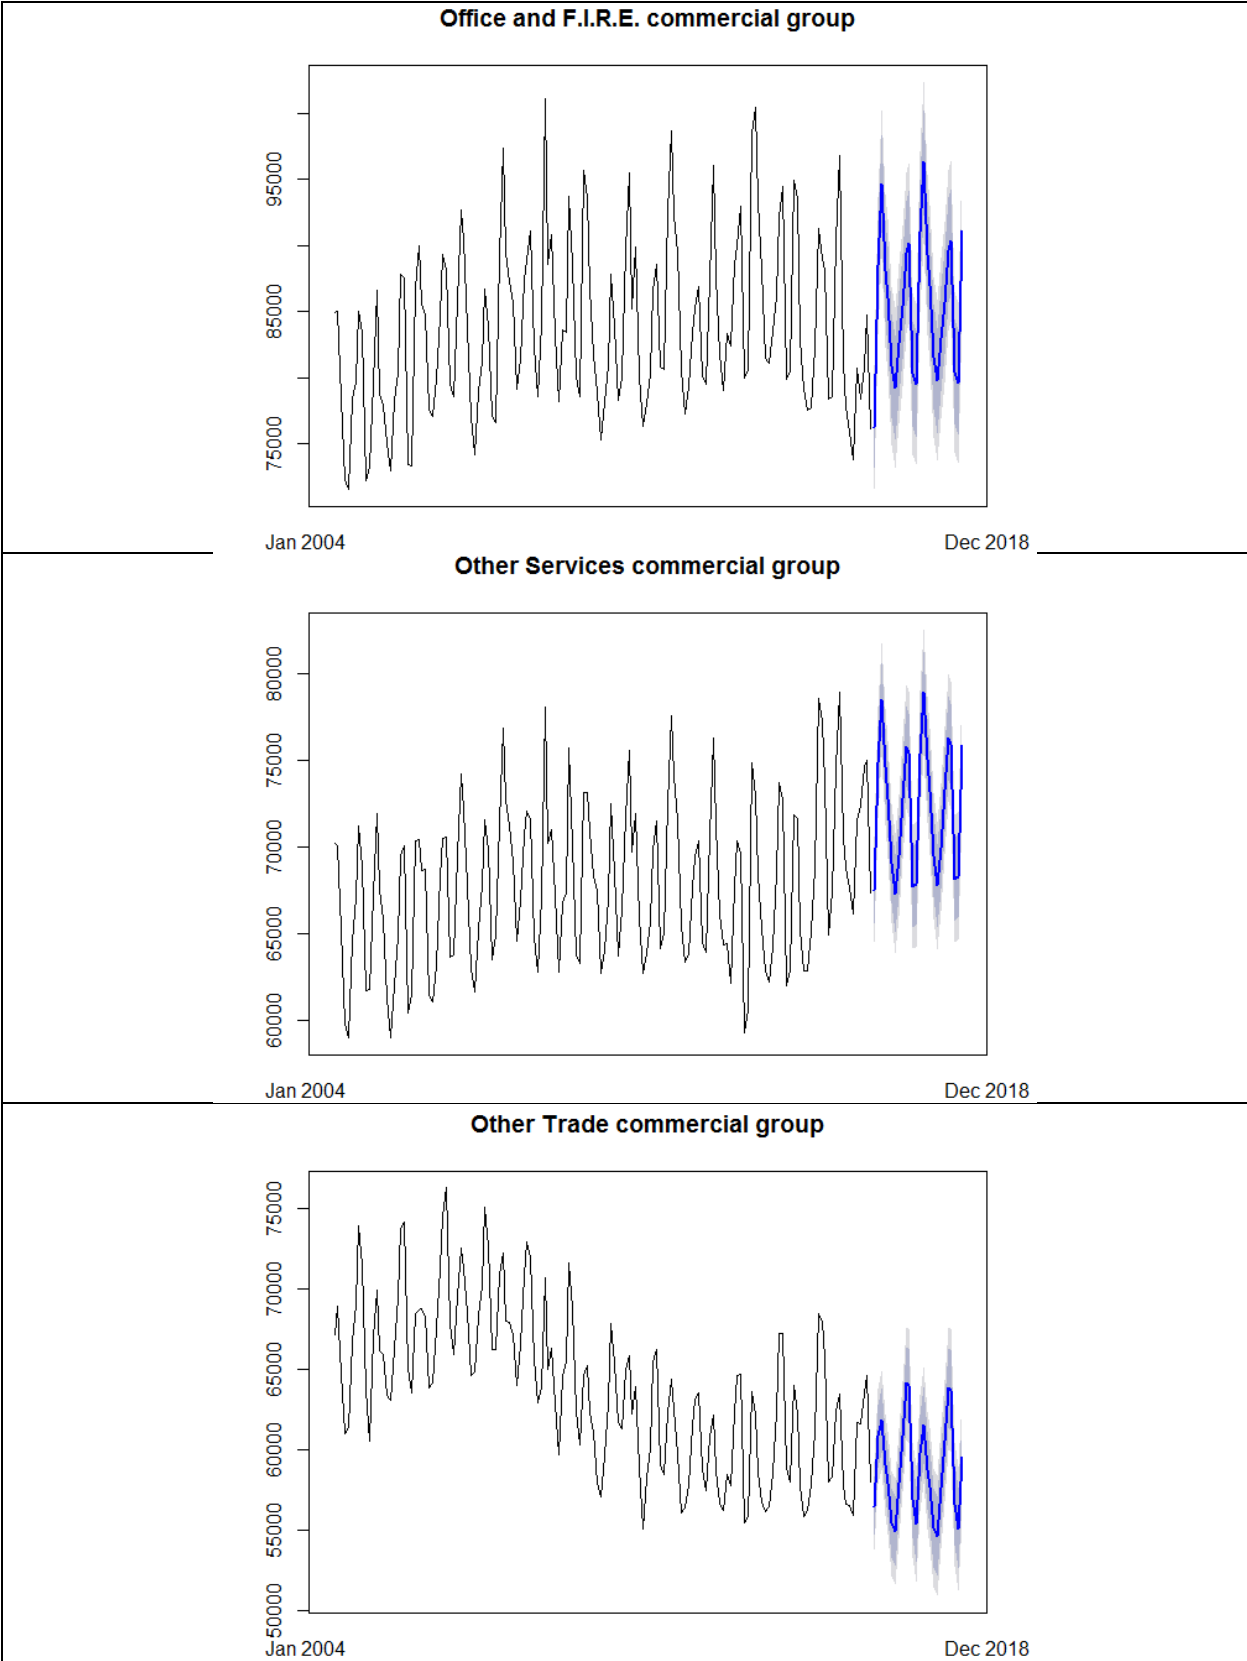 Office and F.I.R.E. commercial group
95000
85000
75000
Jan 2004 Dec 2018
Other Services commercial group
80000
75000
70000
65000
60000
Jan 2004 Dec 2018
Other Trade commercial group
75000
70000
65000
60000
55000
50000
Jan 2004 Dec 2018